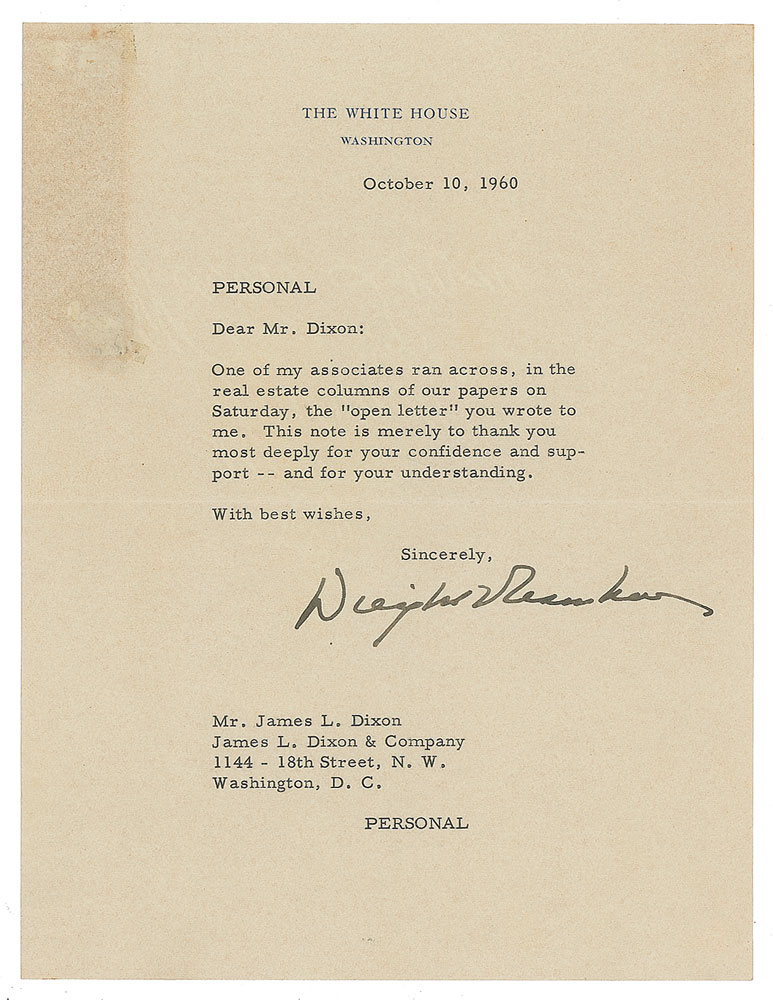 THE WHITE HOUSE
WASHINGTON
October 10, 1960
PERSONAL
Dear Mr. Dixon:
One of my associates ran across, in the
real estate columns of our papers on
Saturday, the "open letter" you wrote to
me. This note is merely to thank you
most deeply for your confidence and sup-
port -- and for your understanding.
With best wishes,
Sincerely,
Dwight D Eisenhower
Mr. James L. Dixon
James L. Dixon & Company
1144 - 18th Street, N. W.
Washington, D. C.
PERSONAL